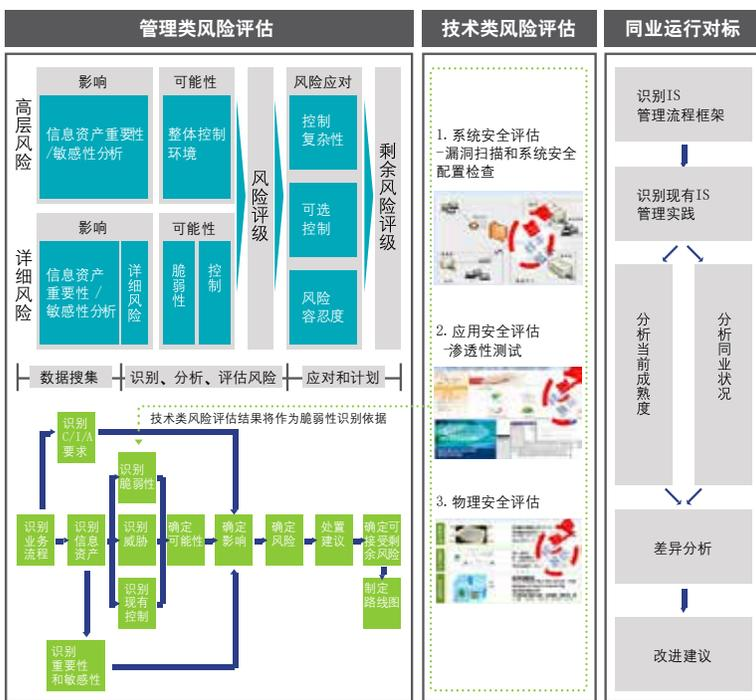 管理类风险评估
技术类风险评估
同业运行对标
高层风险
影响
信息资产重要性
/敏感性分析
可能性
整体控制
环境
详细风险
影响
信息资产
重要性 /
敏感性分析
详细风险
可能性
脆弱性
控制
风险评级
风险应对
控制
复杂性
可选
控制
风险
容忍度
剩余风险评级
数据搜集
识别、分析、评估风险
应对和计划
技术类风险评估结果将作为脆弱性识别依据
识别
C/I/A
要求
识别
业务
流程
识别
信息
资产
识别
脆弱性
识别
威胁
识别
现有
控制
确定
可能性
确定
影响
确定
风险
处置
建议
确定可
接受剩
余风险
制定
路线图
识别
重要性
和敏感性
1. 系统安全评估
-漏洞扫描和系统安全
配置检查
2. 应用安全评估
-渗透性测试
3. 物理安全评估
识别IS
管理流程框架
识别现有IS
管理实践
分析当前成熟度
分析同业状况
差异分析
改进建议